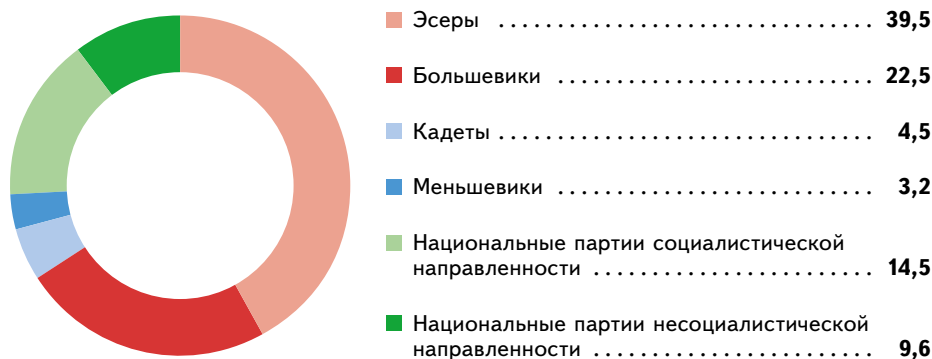 Эсеры .................................. 39,5
Большевики ............................ 22,5
Кадеты .................................. 4,5
Меньшевики ............................ 3,2
Национальные партии социалистической
направленности ......................... 14,5
Национальные партии несоциалистической
направленности ......................... 9,6